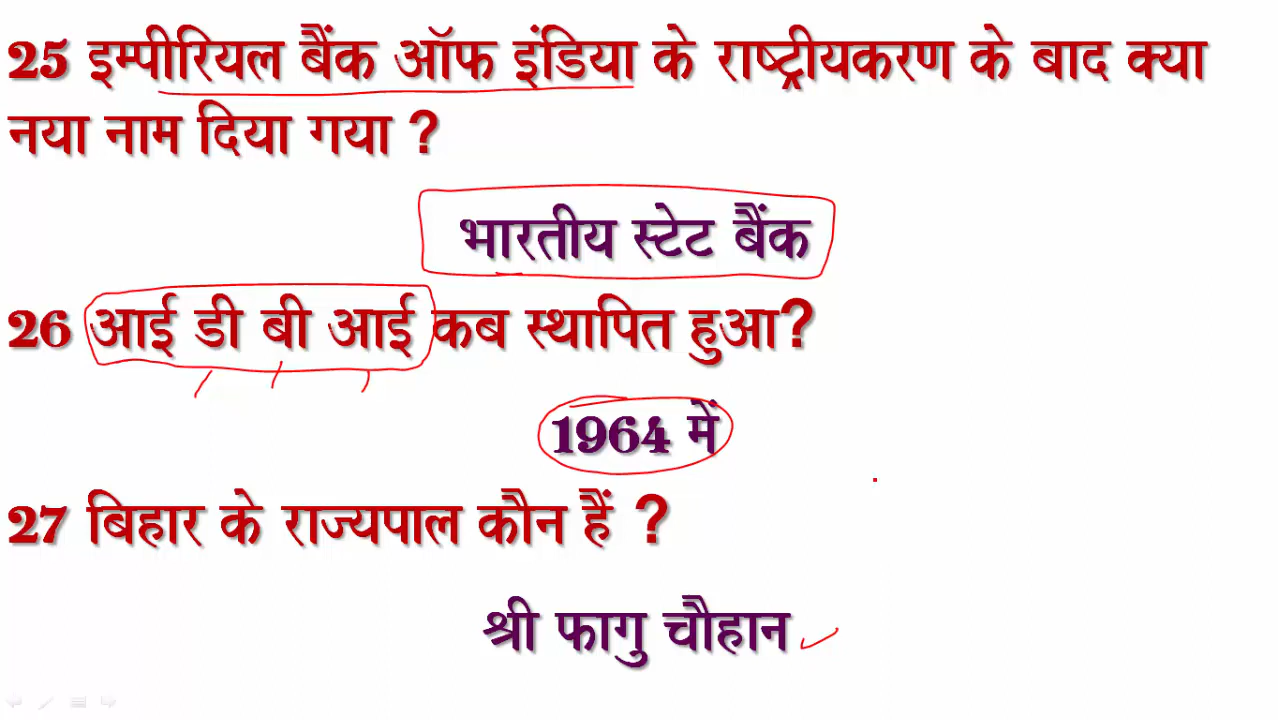 25 इम्पीरियल बैंक ऑफ इंडिया के राष्ट्रीयकरण के बाद क्या
नया नाम दिया गया ?
भारतीय स्टेट बैंक
26 आई डी बी आई कब स्थापित हुआ?
1964 में
27 बिहार के राज्यपाल कौन हैं ?
श्री फागु चौहान